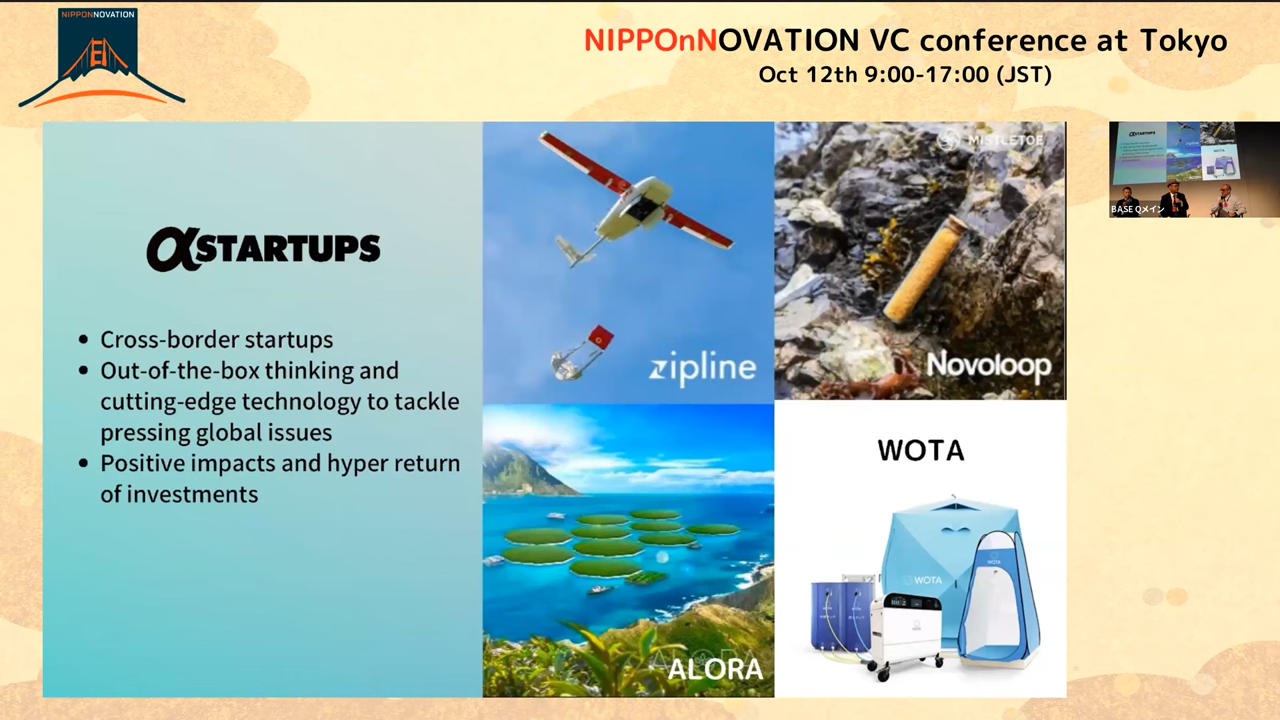 NIPPONNOVATION
NIPPOnNOVATION VC conference at Tokyo
Oct 12th 9:00-17:00 (JST)
αSTARTUPS
• Cross-border startups
• Out-of-the-box thinking and
cutting-edge technology to tackle
pressing global issues
• Positive impacts and hyper return
of investments
zipline
MISTLETOE
Novoloop
ALORA
WOTA
WOTA
WOTA
BASE Qメイン